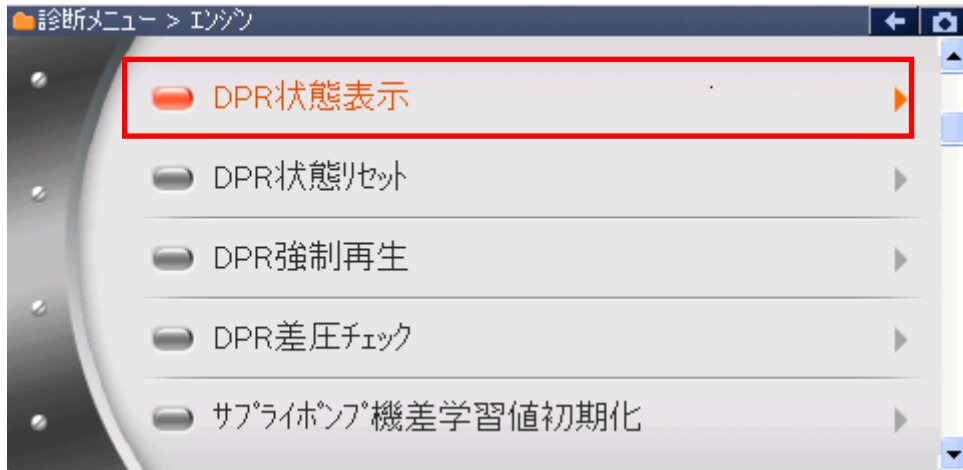 診断メニュー > エンジン
DPR状態表示
DPR状態リセット
DPR強制再生
DPR差圧チェック
サプライポンプ機差学習値初期化